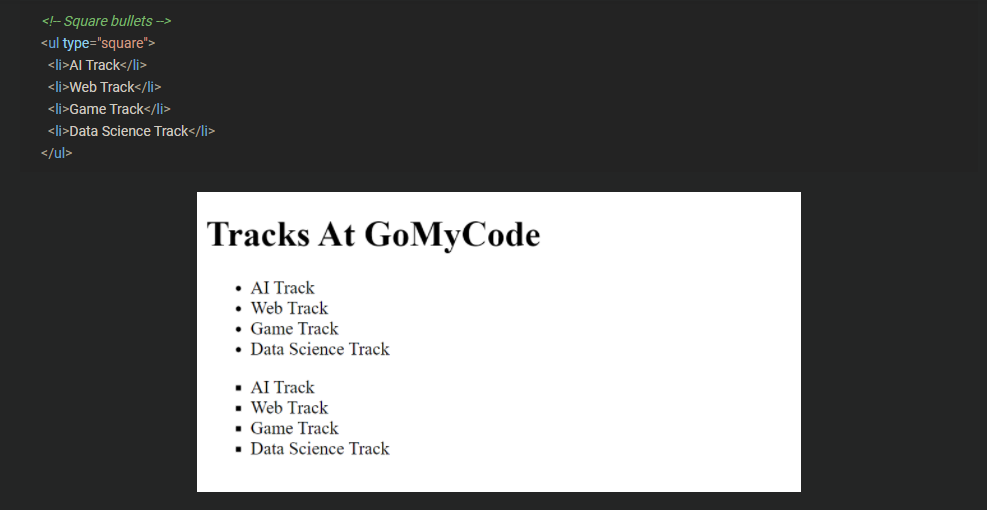 <!-- Square bullets -->
<ul type="square">
<li>AI Track</li>
<li>Web Track</li>
<li>Game Track</li>
<li>Data Science Track</li>
</ul>
Tracks At GoMyCode
• AI Track
• Web Track
• Game Track
• Data Science Track
▪ AI Track
▪ Web Track
▪ Game Track
▪ Data Science Track